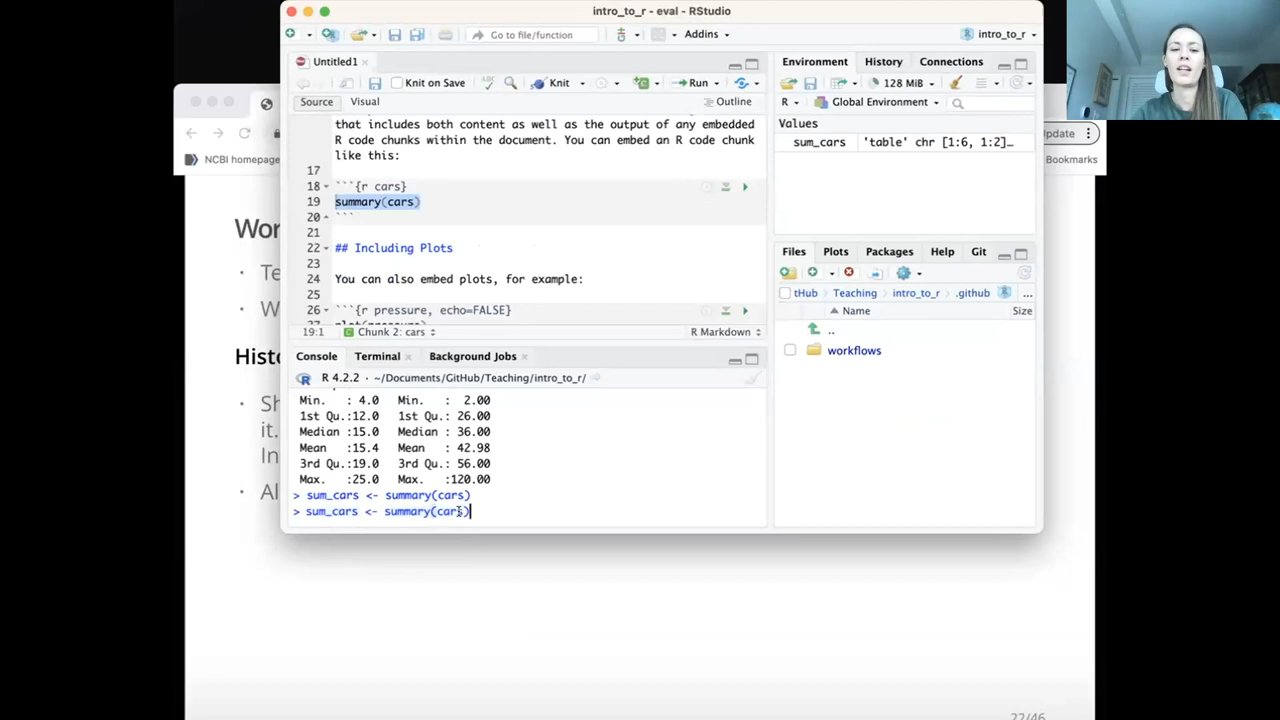 intro_to_r - eval - RStudio
Go to file/function
Addins
intro_to_r
Untitled1
Knit on Save
Knit
Run
Source
Visual
Outline
that includes both content as well as the output of any embedded
R code chunks within the document. You can embed an R code chunk
like this:
17
18 ```{r cars}
19 summary(cars)
20 ```
21
22 ## Including Plots
23
24 You can also embed plots, for example:
25
26 ```{r pressure, echo=FALSE}
19:1
Chunk 2: cars
R Markdown
Console
Terminal
Background Jobs
R 4.2.2 · ~/Documents/GitHub/Teaching/intro_to_r/
Min. : 4.0 Min. : 2.00
1st Qu.:12.0 1st Qu.: 26.00
Median :15.0 Median : 36.00
Mean :15.4 Mean : 42.98
3rd Qu.:19.0 3rd Qu.: 56.00
Max. :25.0 Max. :120.00
> sum_cars <- summary(cars)
> sum_cars <- summary(cars)
Environment
History
Connections
128 MiB
R
Global Environment
Values
sum_cars 'table' chr [1:6, 1:2]…
Files
Plots
Packages
Help
Git
tHub
Teaching
intro_to_r
.github
...
Name
Size
..
workflows
NCBI homepage
Update
Bookmarks
Wor
Te
W
Histo
Sh
it.
In
Al
22/46